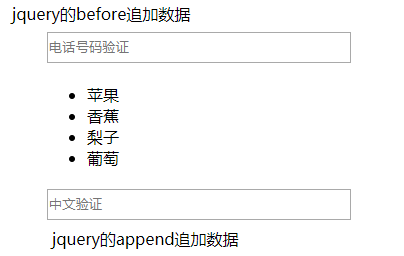 jquery的before追加数据
电话号码验证
苹果
香蕉
梨子
葡萄
中文验证
jquery的append追加数据